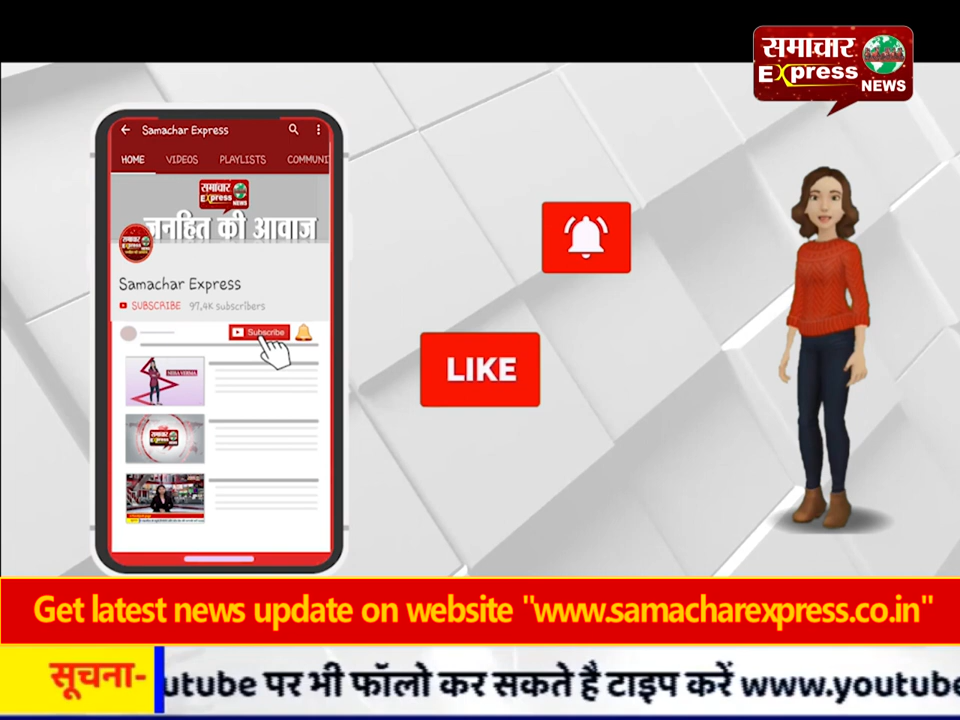 समाचार
Express
NEWS
Samachar Express
HOME VIDEOS PLAYLISTS COMMUNI
समाचार
Express
NEWS
जनहित की आवाज
Samachar Express
SUBSCRIBE 97.4K subscribers
Subscribe
LIKE
Get latest news update on website "www.samacharexpress.co.in"
सूचना- utube पर भी फॉलो कर सकते है टाइप करें www.youtube